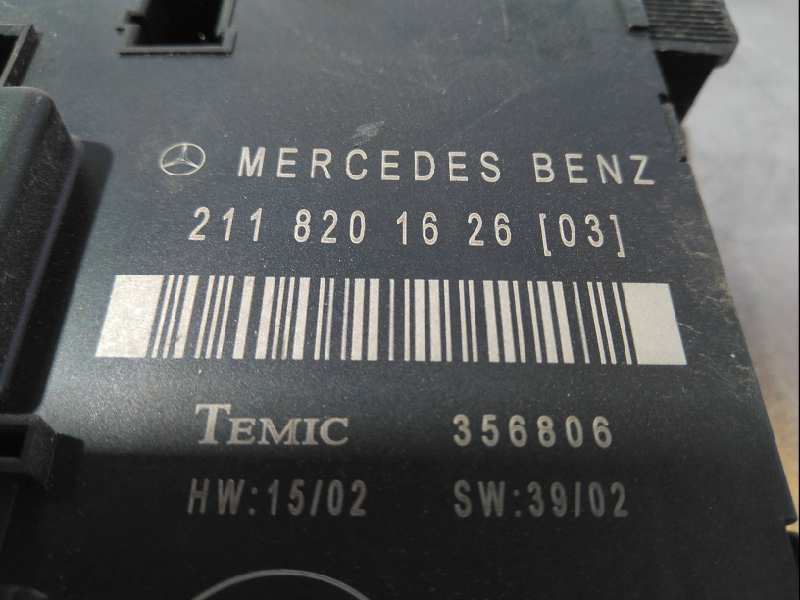 MERCEDES BENZ
211 820 16 26 [03]
TEMIC 356806
HW:15/02 SW:39/02